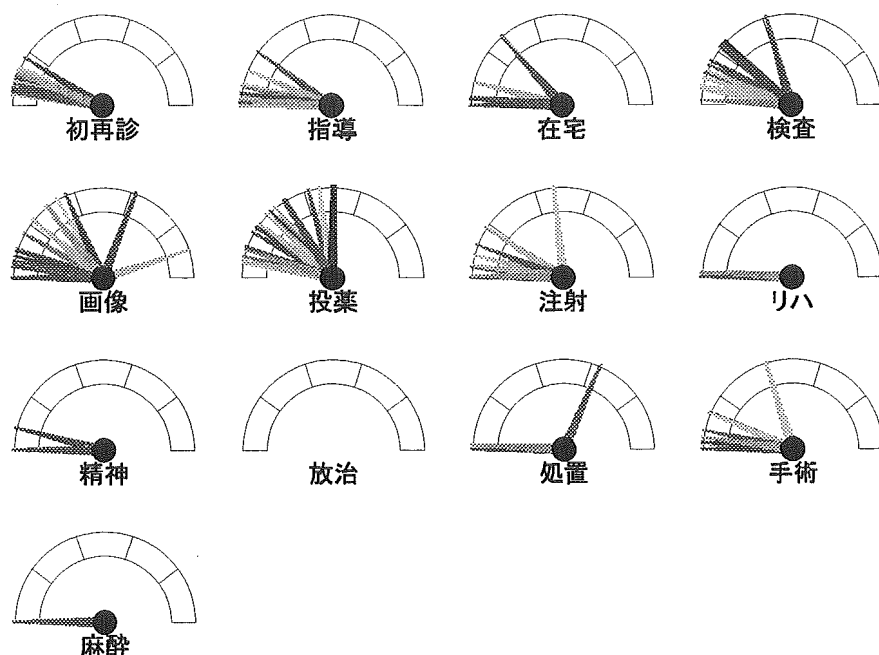 初再診
指導
在宅
検査
画像
投薬
注射
リハ
精神
放治
処置
手術
麻酔